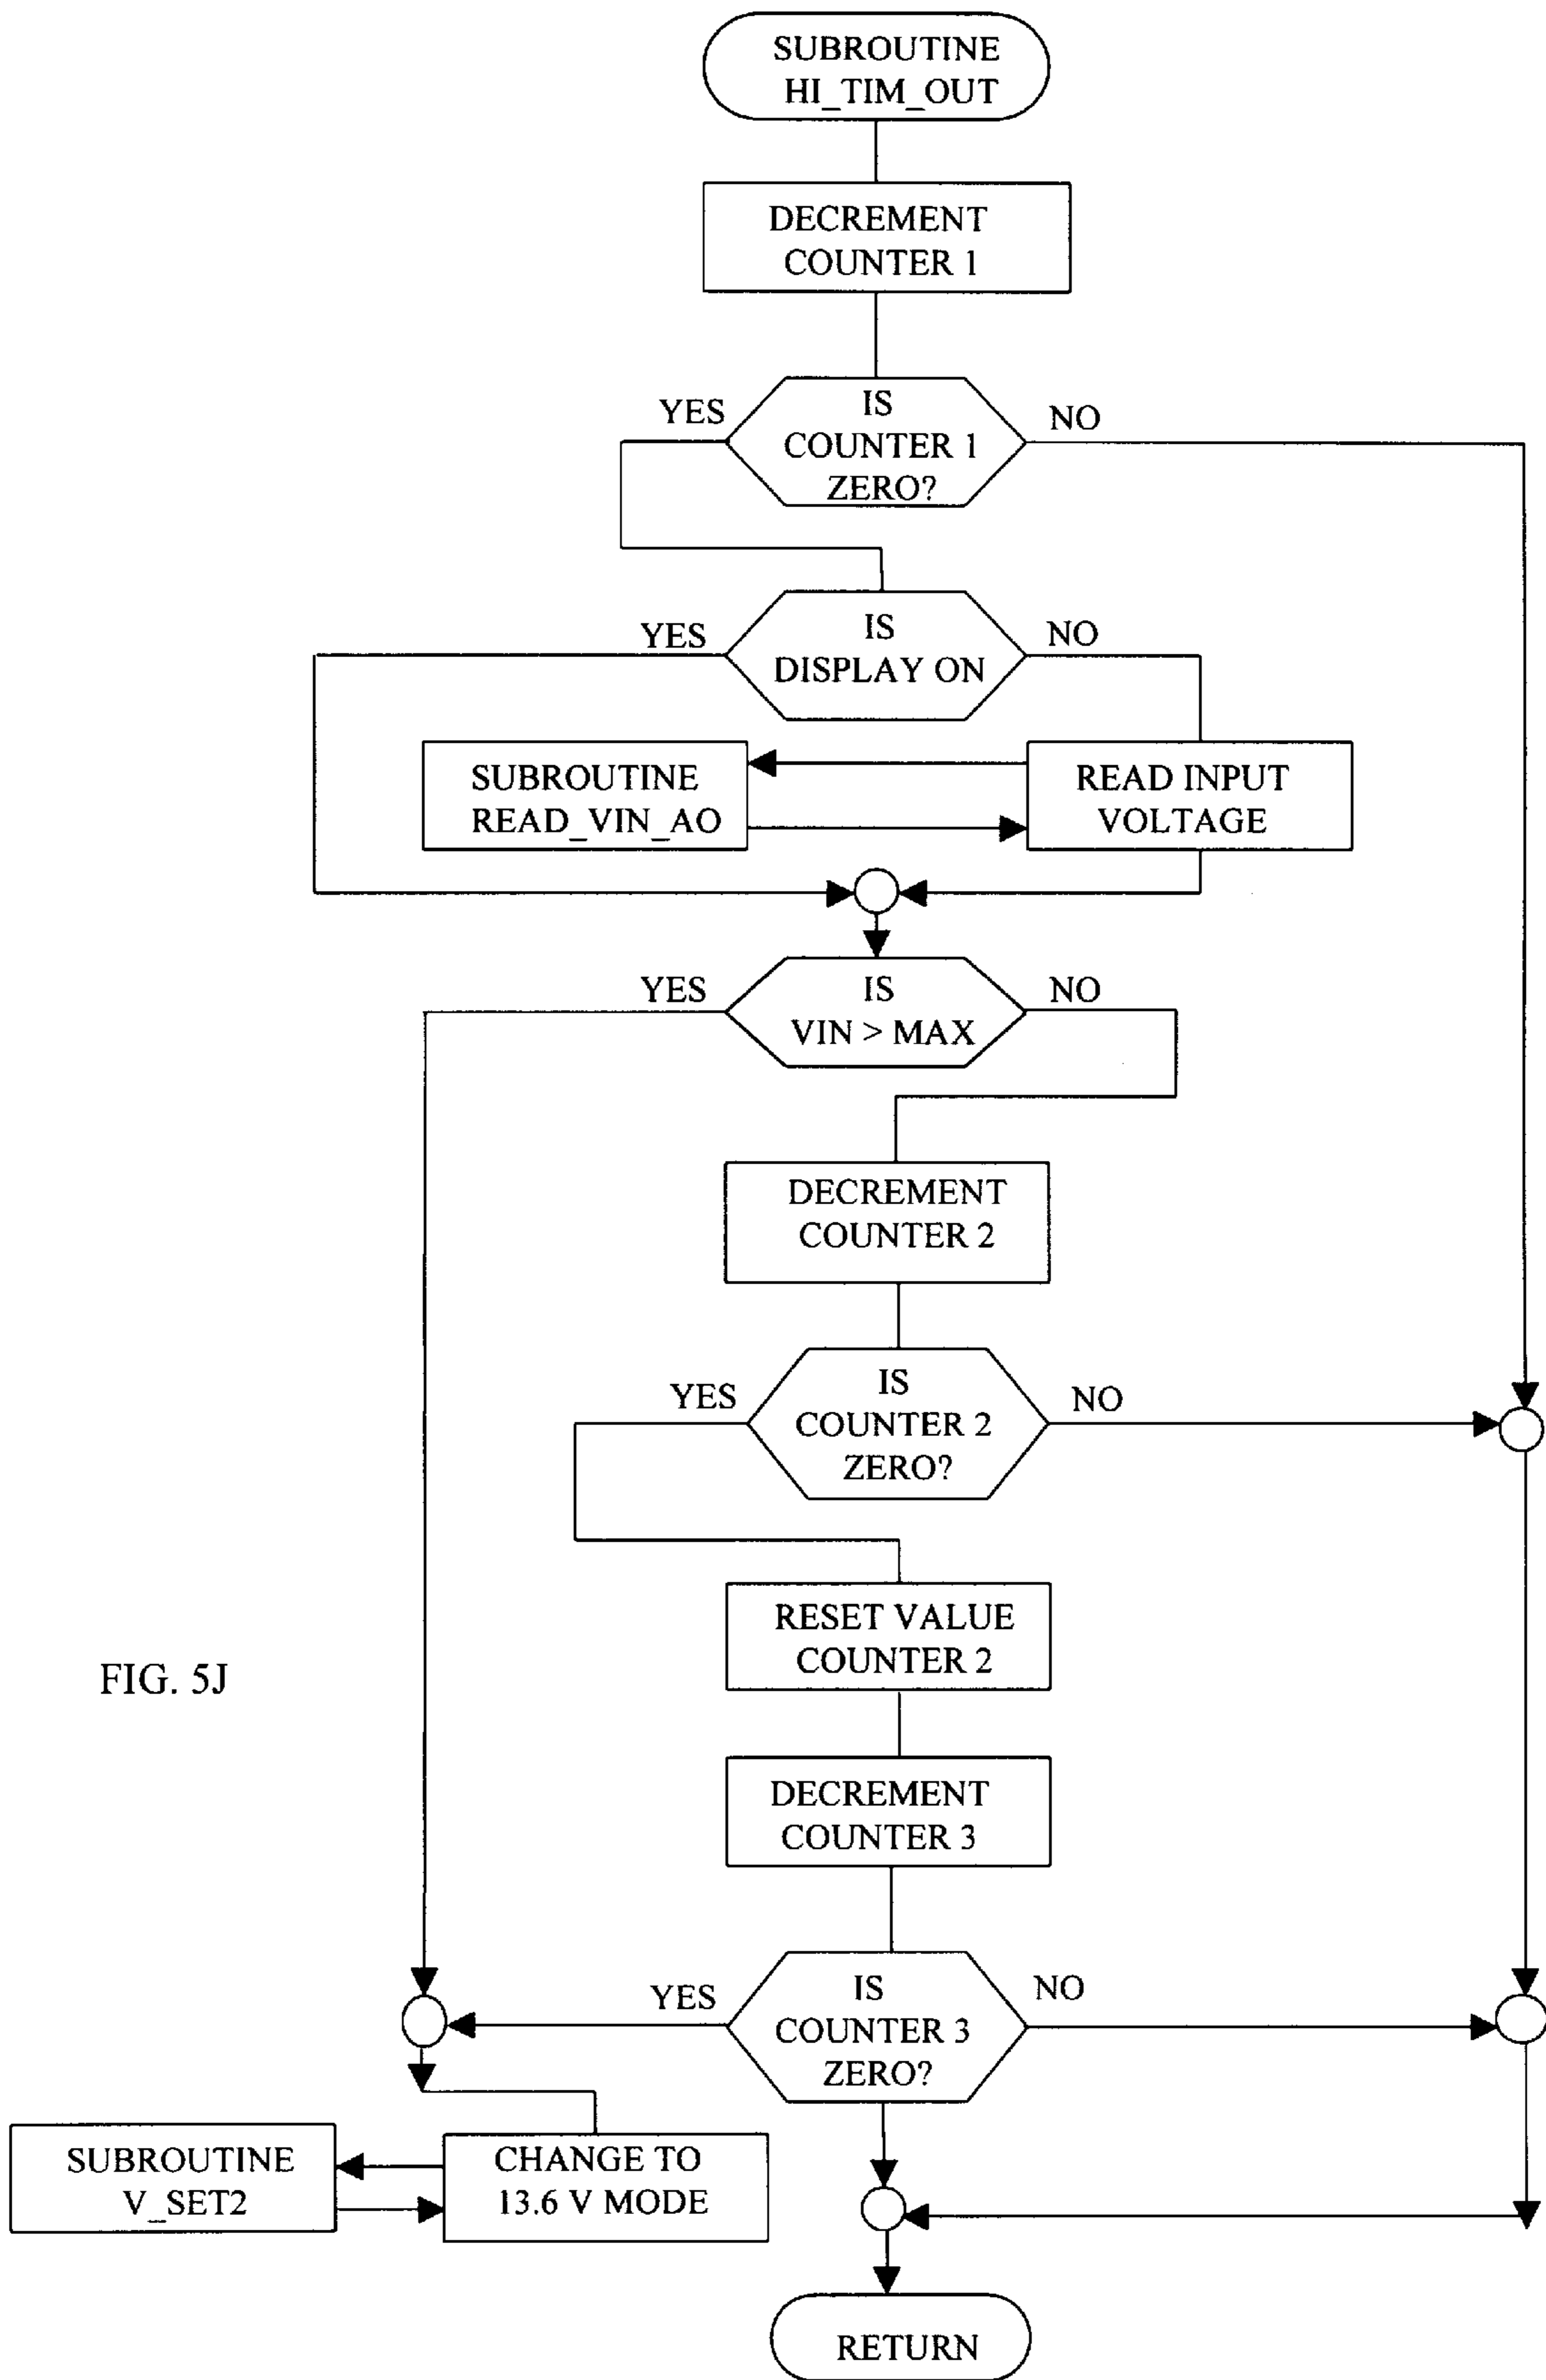 SUBROUTINE
HI_TIM_OUT
DECREMENT
COUNTER 1
YES
IS
COUNTER 1
ZERO?
NO
YES
IS
DISPLAY ON
NO
SUBROUTINE
READ_VIN_AO
READ INPUT
VOLTAGE
YES
IS
VIN > MAX
NO
DECREMENT
COUNTER 2
YES
IS
COUNTER 2
ZERO?
NO
RESET VALUE
COUNTER 2
FIG. 5J
DECREMENT
COUNTER 3
YES
IS
COUNTER 3
ZERO?
NO
SUBROUTINE
V_SET2
CHANGE TO
13.6 V MODE
RETURN